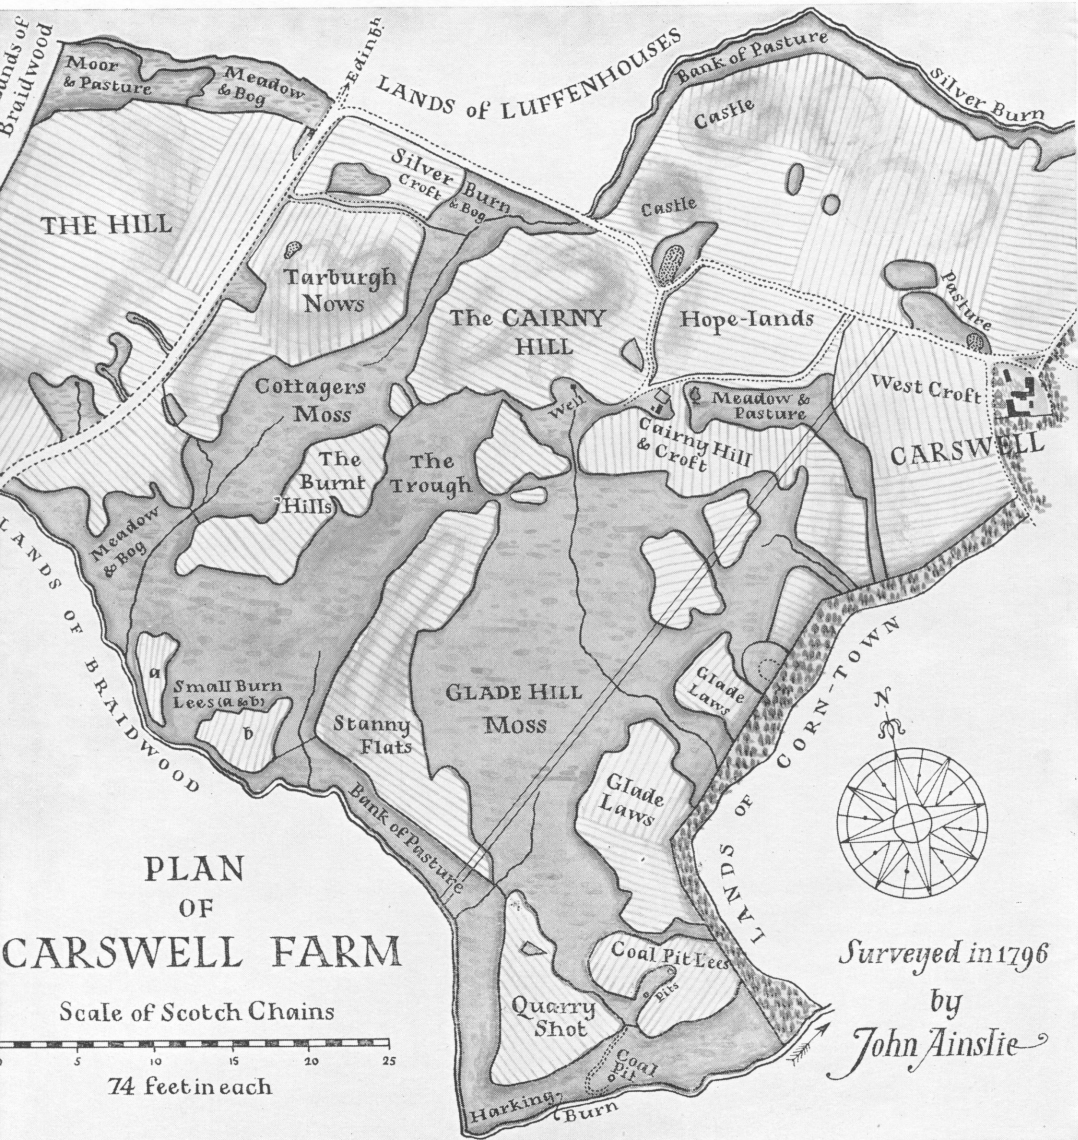 Lands of
Braidwood
Moor
& Pasture
Meadow
& Bog
Edinbh.
LANDS of LUFFENHOUSES
Bank of Pasture
Silver Burn
Castle
Castle
Silver Burn
Croft & Bog
THE HILL
Tarburgh
Nows
The CAIRNY
HILL
Hope-lands
Pasture
West Croft
CARSWELL
Cottagers
Moss
Well
Meadow &
Pasture
Cairny Hill
& Croft
The
Burnt
Hills
The
Trough
Meadow
& Bog
LANDS OF BRAIDWOOD
a
Small Burn
Lees (a & b)
b
Stanny
Flats
GLADE HILL
MOSS
Glade
Laws
Glade
Laws
LANDS OF CORN-TOWN
N
Bank of Pasture
PLAN
OF
CARSWELL FARM
Scale of Scotch Chains
5 10 15 20 25
74 feet in each
Quarry
Shot
Coal Pit Lees
Pits
Coal
Pit
Harking
Burn
Surveyed in 1796
by
John Ainslie